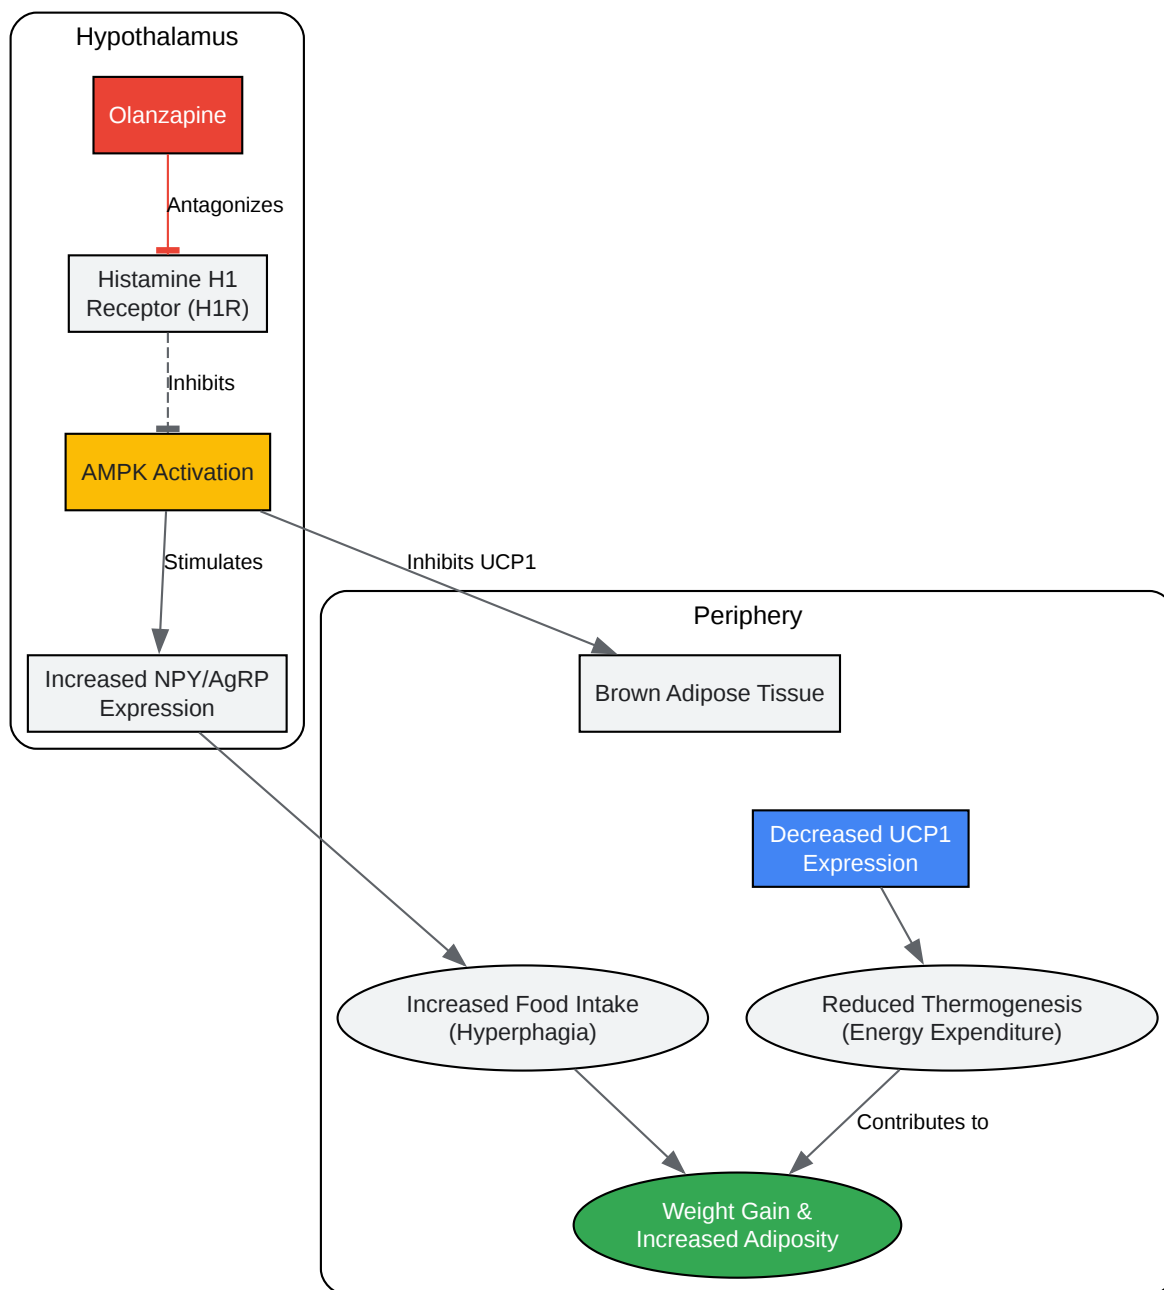 Hypothalamus
Olanzapine
Antagonizes
Histamine H1
Receptor (H1R)
Inhibits
AMPK Activation
Stimulates
Inhibits UCP1
Periphery
Increased NPY/AgRP
Expression
Brown Adipose Tissue
Decreased UCP1
Expression
Increased Food Intake
(Hyperphagia)
Reduced Thermogenesis
(Energy Expenditure)
Contributes to
Weight Gain &
Increased Adiposity